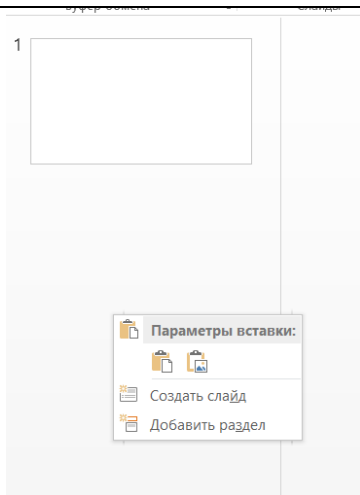 1
Параметры вставки:
Создать слайд
Добавить раздел